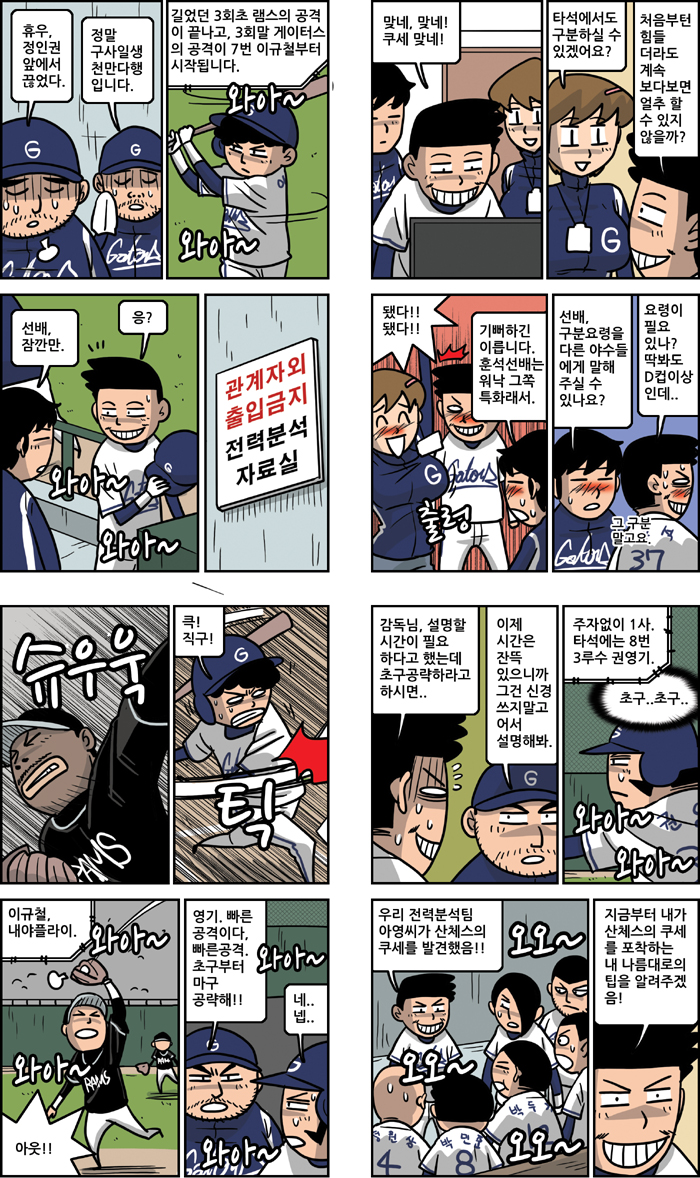 휴우,
정인권
앞에서
끊었다.
정말
구사일생
천만다행
입니다.
길었던 3회초 램스의 공격
이 끝나고, 3회말 게이터스
의 공격이 7번 이규철부터
시작됩니다.
와아~
와아~
G
G
Gators
선배,
잠깐만.
응?
와아~
와아~
관계자외
출입금지
전력분석
자료실
맞네, 맞네!
쿠세 맞네!
타석에서도
구분하실 수
있겠어요?
처음부턴
힘들
더라도
계속
보다보면
얼추 할
수 있지
않을까?
G
됐다!!
됐다!!
기뻐하긴
이릅니다.
훈석선배는
워낙 그쪽
특화래서.
G
Gators
출렁
선배,
구분요령을
다른 야수들
에게 말해
주실 수
있나요?
요령이
필요
있나?
딱봐도
D컵이상
인데..
그 구분
말고요.
Gators
37
슈우욱
RAMS
큭!
직구!
G
틱
이규철,
내야플라이.
와아~
와아~
RAMS
아웃!!
영기. 빠른
공격이다,
빠른공격.
초구부터
마구
공략해!!
와아~
네..
넵..
와아~
감독님, 설명할
시간이 필요
하다고 했는데
초구공략하라고
하시면..
이제
시간은
잔뜩
있으니까
그건 신경
쓰지말고
어서
설명해봐.
G
주자없이 1사.
타석에는 8번
3루수 권영기.
초구..초구..
와아~
와아~
우리 전력분석팀
아영씨가 산체스의
쿠세를 발견했음!!
오오~
오오~
오오~
4
8
지금부터 내가
산체스의 쿠세
를 포착하는
내 나름대로의
팁을 알려주겠
음!